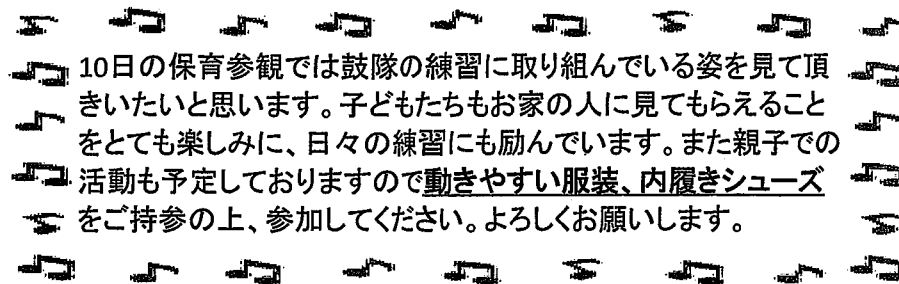 10日の保育参観では鼓隊の練習に取り組んでいる姿を見て頂
きいたいと思います。子どもたちもお家の人に見てもらえること
をとても楽しみに、日々の練習にも励んでいます。また親子での
活動も予定しておりますので動きやすい服装、内履きシューズ
をご持参の上、参加してください。よろしくお願いします。